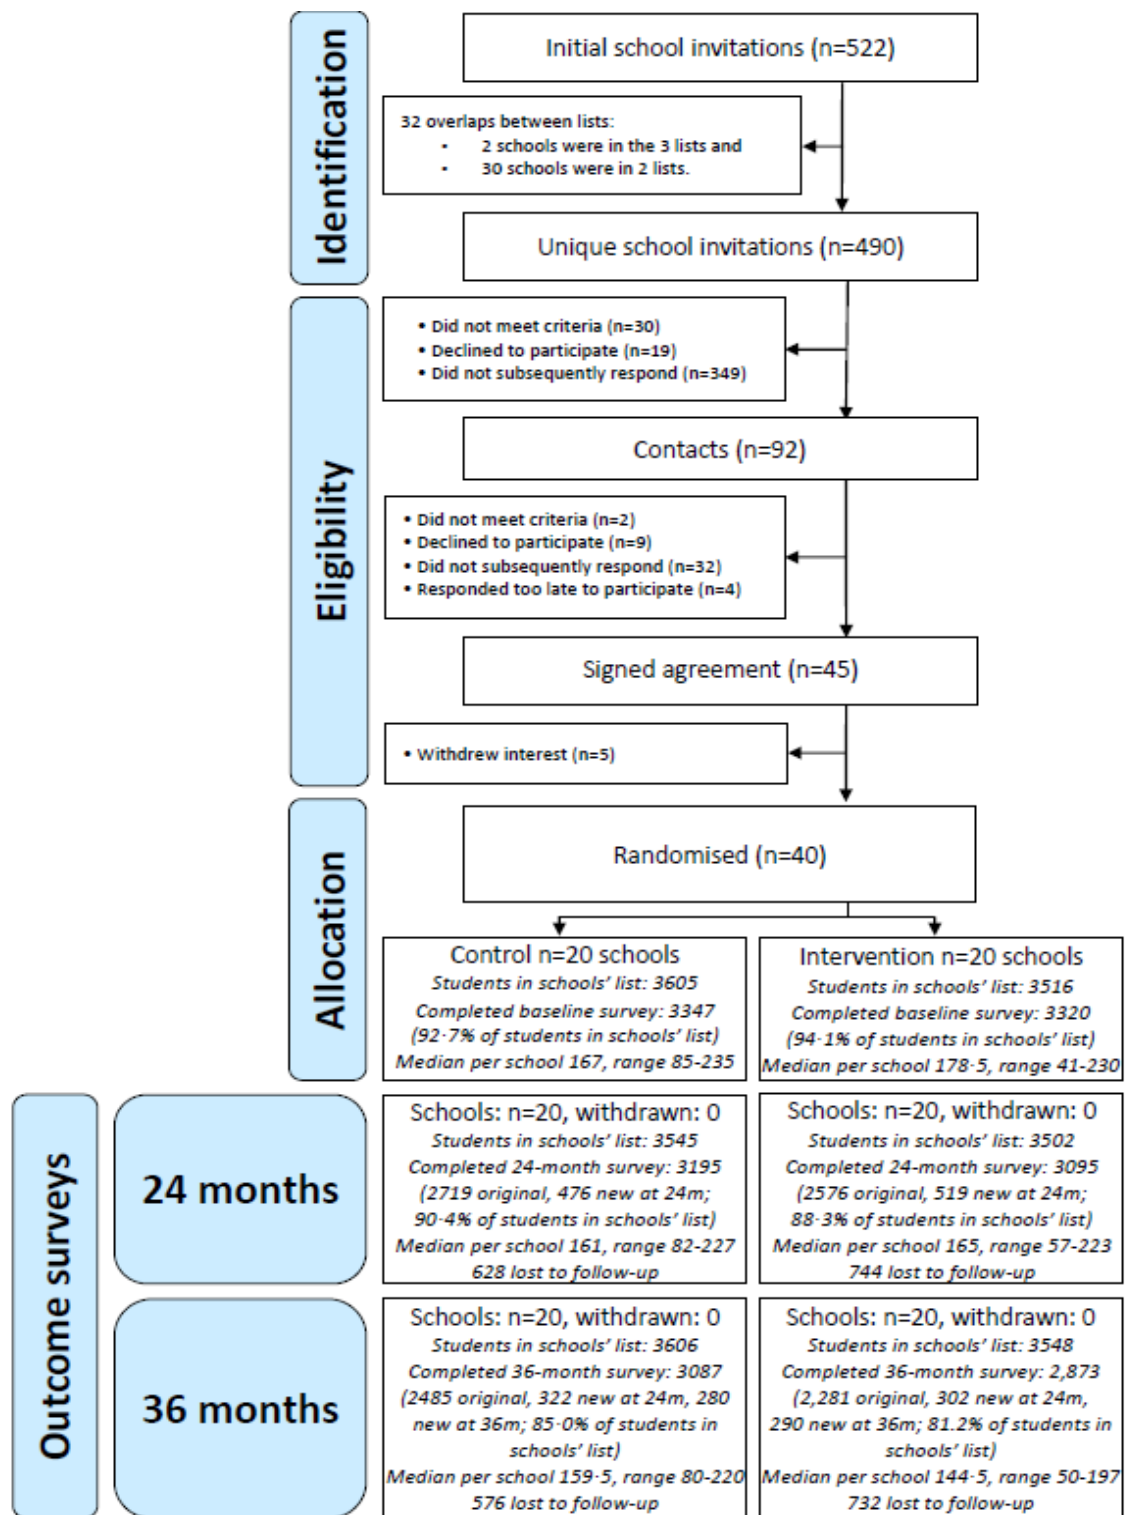 Identification
Initial school invitations (n=522)
32 overlaps between lists:
- 2 schools were in the 3 lists and
- 30 schools were in 2 lists.
Unique school invitations (n=490)
Eligibility
• Did not meet criteria (n=30)
• Declined to participate (n=19)
• Did not subsequently respond (n=349)
Contacts (n=92)
• Did not meet criteria (n=2)
• Declined to participate (n=9)
• Did not subsequently respond (n=32)
• Responded too late to participate (n=4)
Signed agreement (n=45)
• Withdrew interest (n=5)
Allocation
Randomised (n=40)
Control n=20 schools
Students in schools' list: 3605
Completed baseline survey: 3347
(92·7% of students in schools' list)
Median per school 167, range 85-235
Intervention n=20 schools
Students in schools' list: 3516
Completed baseline survey: 3320
(94·1% of students in schools' list)
Median per school 178·5, range 41-230
Outcome surveys
24 months
Schools: n=20, withdrawn: 0
Students in schools' list: 3545
Completed 24-month survey: 3195
(2719 original, 476 new at 24m;
90·4% of students in schools' list)
Median per school 161, range 82-227
628 lost to follow-up
Schools: n=20, withdrawn: 0
Students in schools' list: 3502
Completed 24-month survey: 3095
(2576 original, 519 new at 24m;
88·3% of students in schools' list)
Median per school 165, range 57-223
744 lost to follow-up
36 months
Schools: n=20, withdrawn: 0
Students in schools' list: 3606
Completed 36-month survey: 3087
(2485 original, 322 new at 24m, 280
new at 36m; 85·0% of students in
schools' list)
Median per school 159·5, range 80-220
576 lost to follow-up
Schools: n=20, withdrawn: 0
Students in schools' list: 3548
Completed 36-month survey: 2,873
(2,281 original, 302 new at 24m,
290 new at 36m; 81.2% of students in
schools' list)
Median per school 144·5, range 50-197
732 lost to follow-up